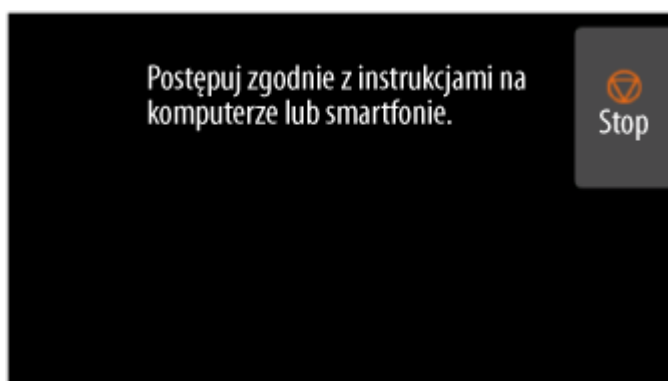 Postępuj zgodnie z instrukcjami na
komputerze lub smartfonie.
Stop